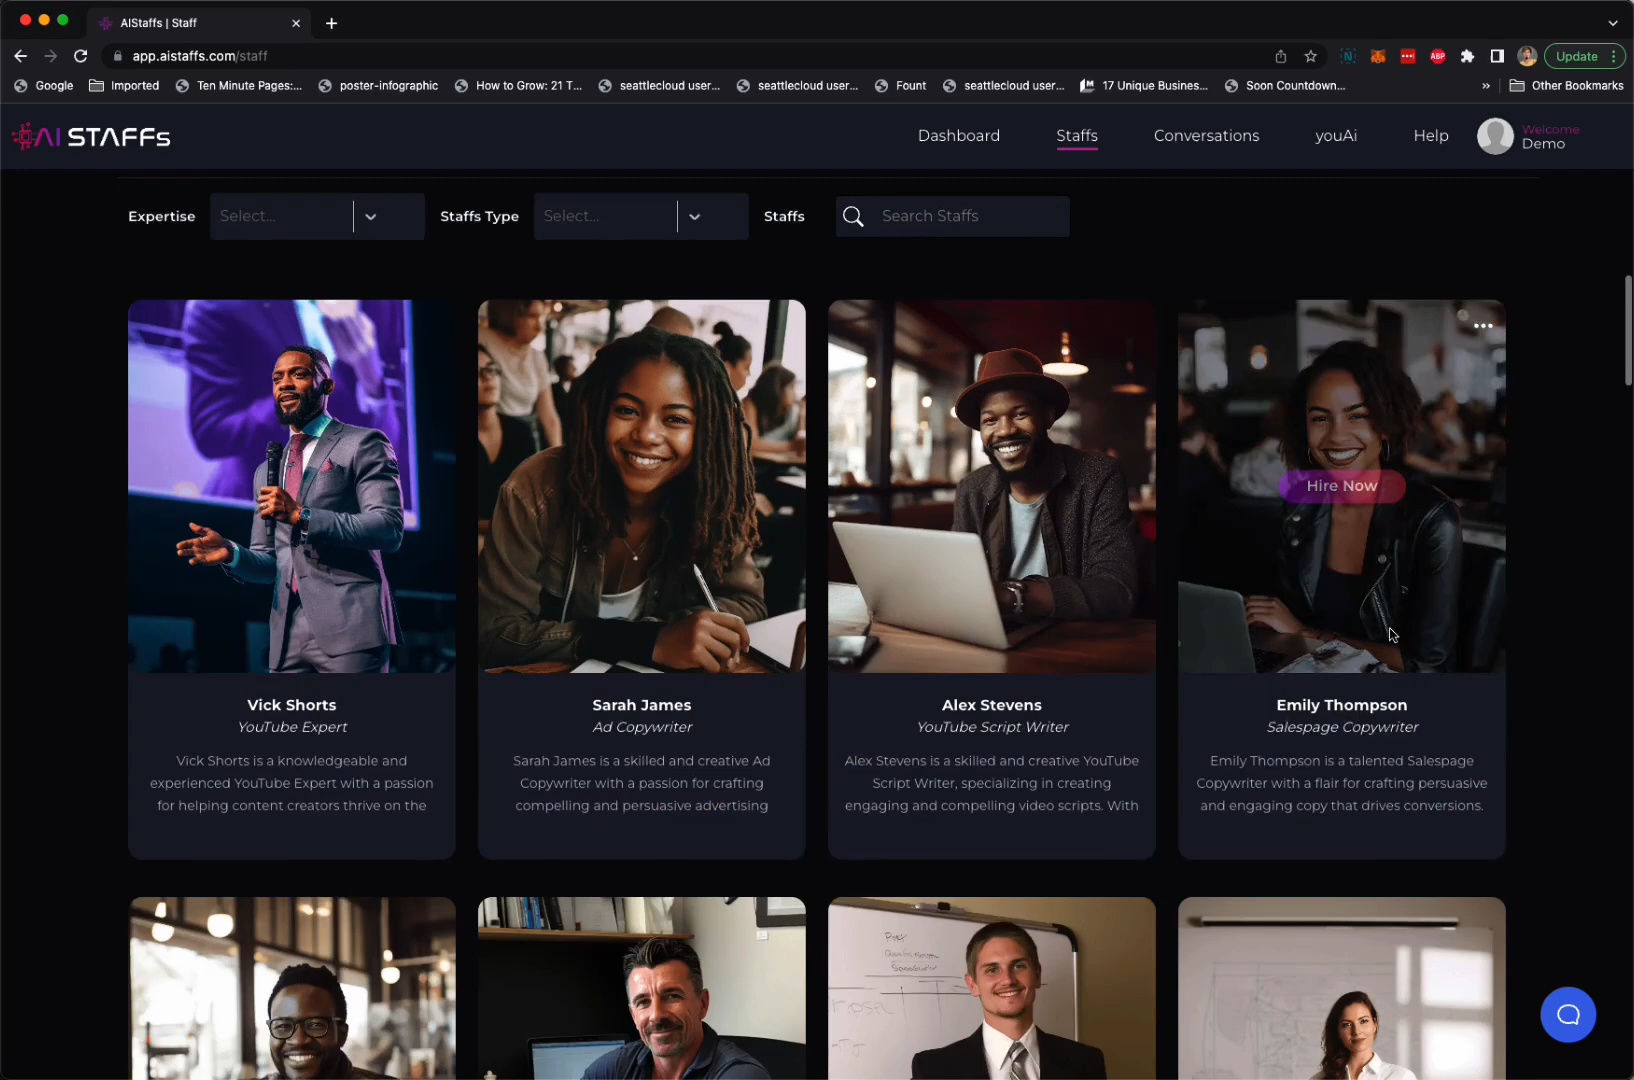 AIStaffs | Staff
app.aistaffs.com/staff
Update
Google
Imported
Ten Minute Pages:...
poster-infographic
How to Grow: 21 T...
seattlecloud user...
seattlecloud user...
Fount
seattlecloud user...
17 Unique Business...
Soon Countdown...
»
Other Bookmarks
AI STAFFs
Dashboard
Staffs
Conversations
youAi
Help
Welcome
Demo
Expertise
Select...
Staffs Type
Select...
Staffs
Search Staffs
Hire Now
Vick Shorts
YouTube Expert
Vick Shorts is a knowledgeable and
experienced YouTube Expert with a passion
for helping content creators thrive on the
Sarah James
Ad Copywriter
Sarah James is a skilled and creative Ad
Copywriter with a passion for crafting
compelling and persuasive advertising
Alex Stevens
YouTube Script Writer
Alex Stevens is a skilled and creative YouTube
Script Writer, specializing in creating
engaging and compelling video scripts. With
Emily Thompson
Salespage Copywriter
Emily Thompson is a talented Salespage
Copywriter with a flair for crafting persuasive
and engaging copy that drives conversions.